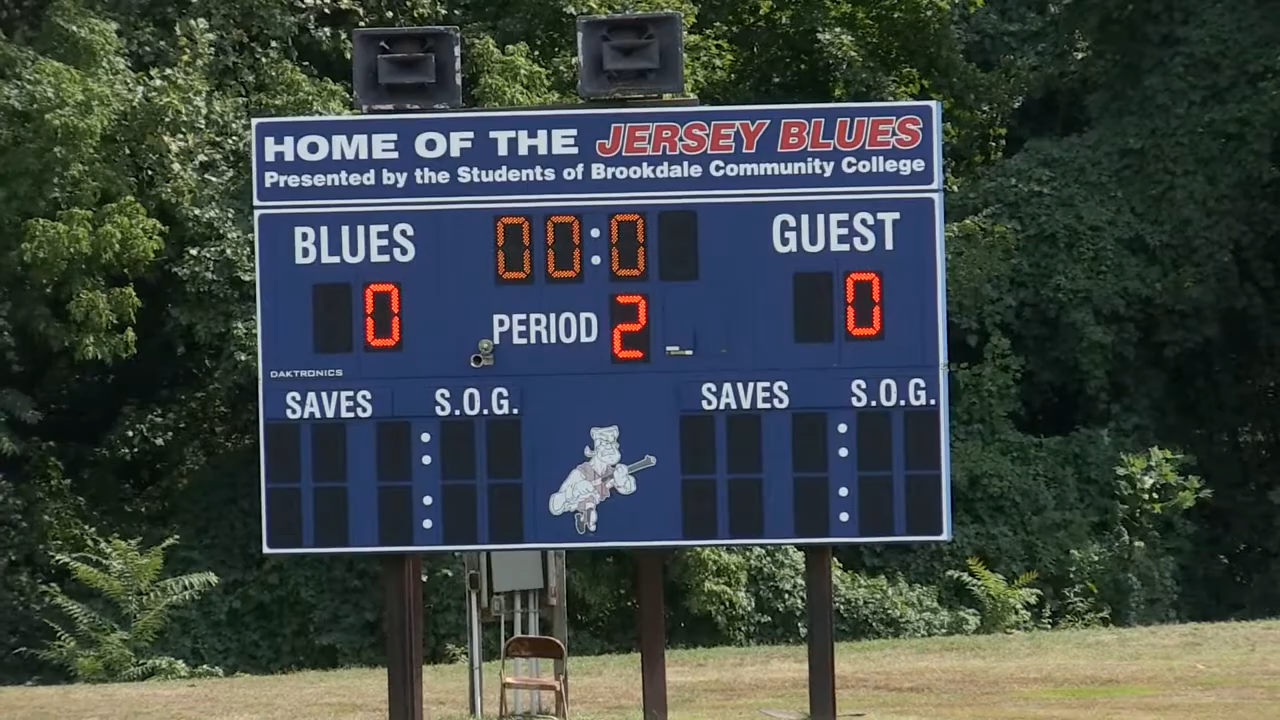 HOME OF THE JERSEY BLUES
Presented by the Students of Brookdale Community College
BLUES 00:0 GUEST
0 PERIOD 2 0
DAKTRONICS
SAVES S.O.G. SAVES S.O.G.